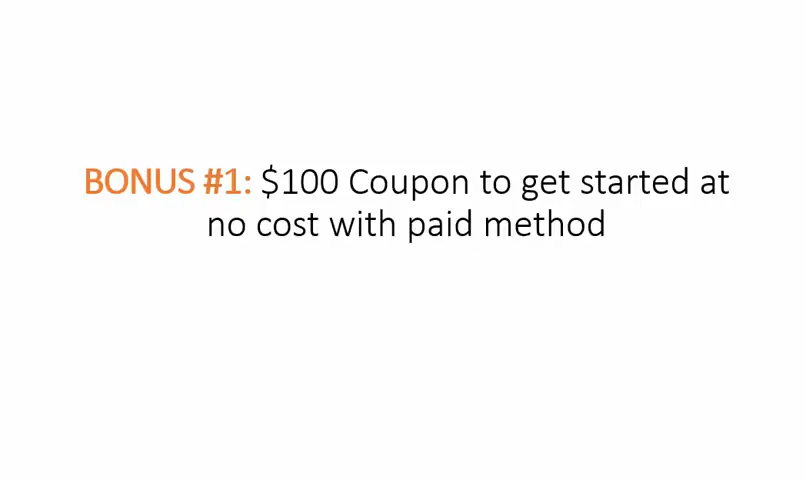 BONUS #1: $100 Coupon to get started at
no cost with paid method